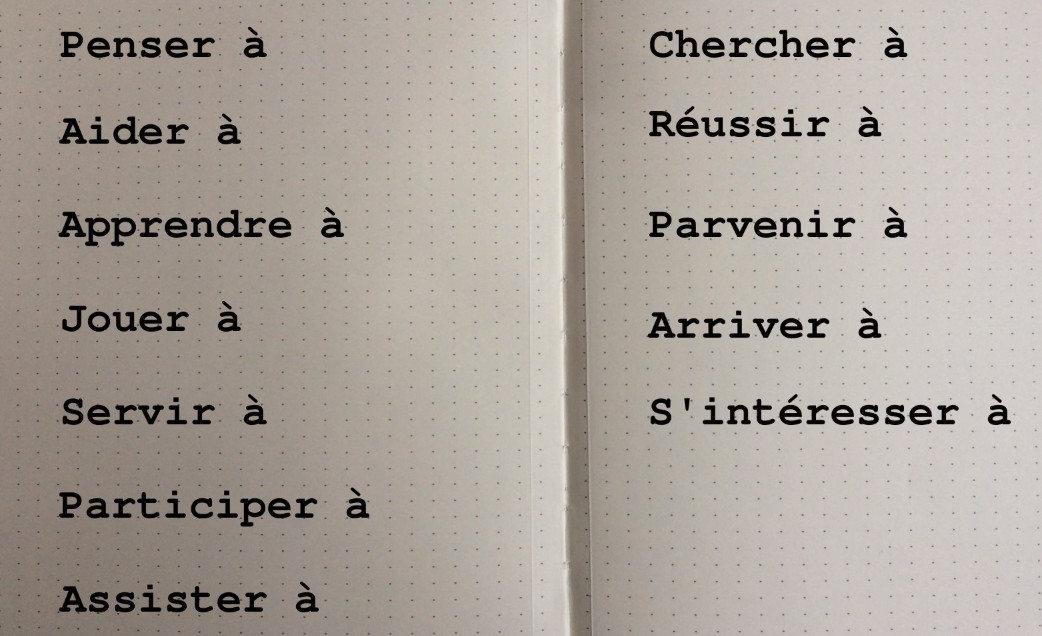 Penser à
Aider à
Apprendre à
Jouer à
Servir à
Participer à
Assister à
Chercher à
Réussir à
Parvenir à
Arriver à
S'intéresser à